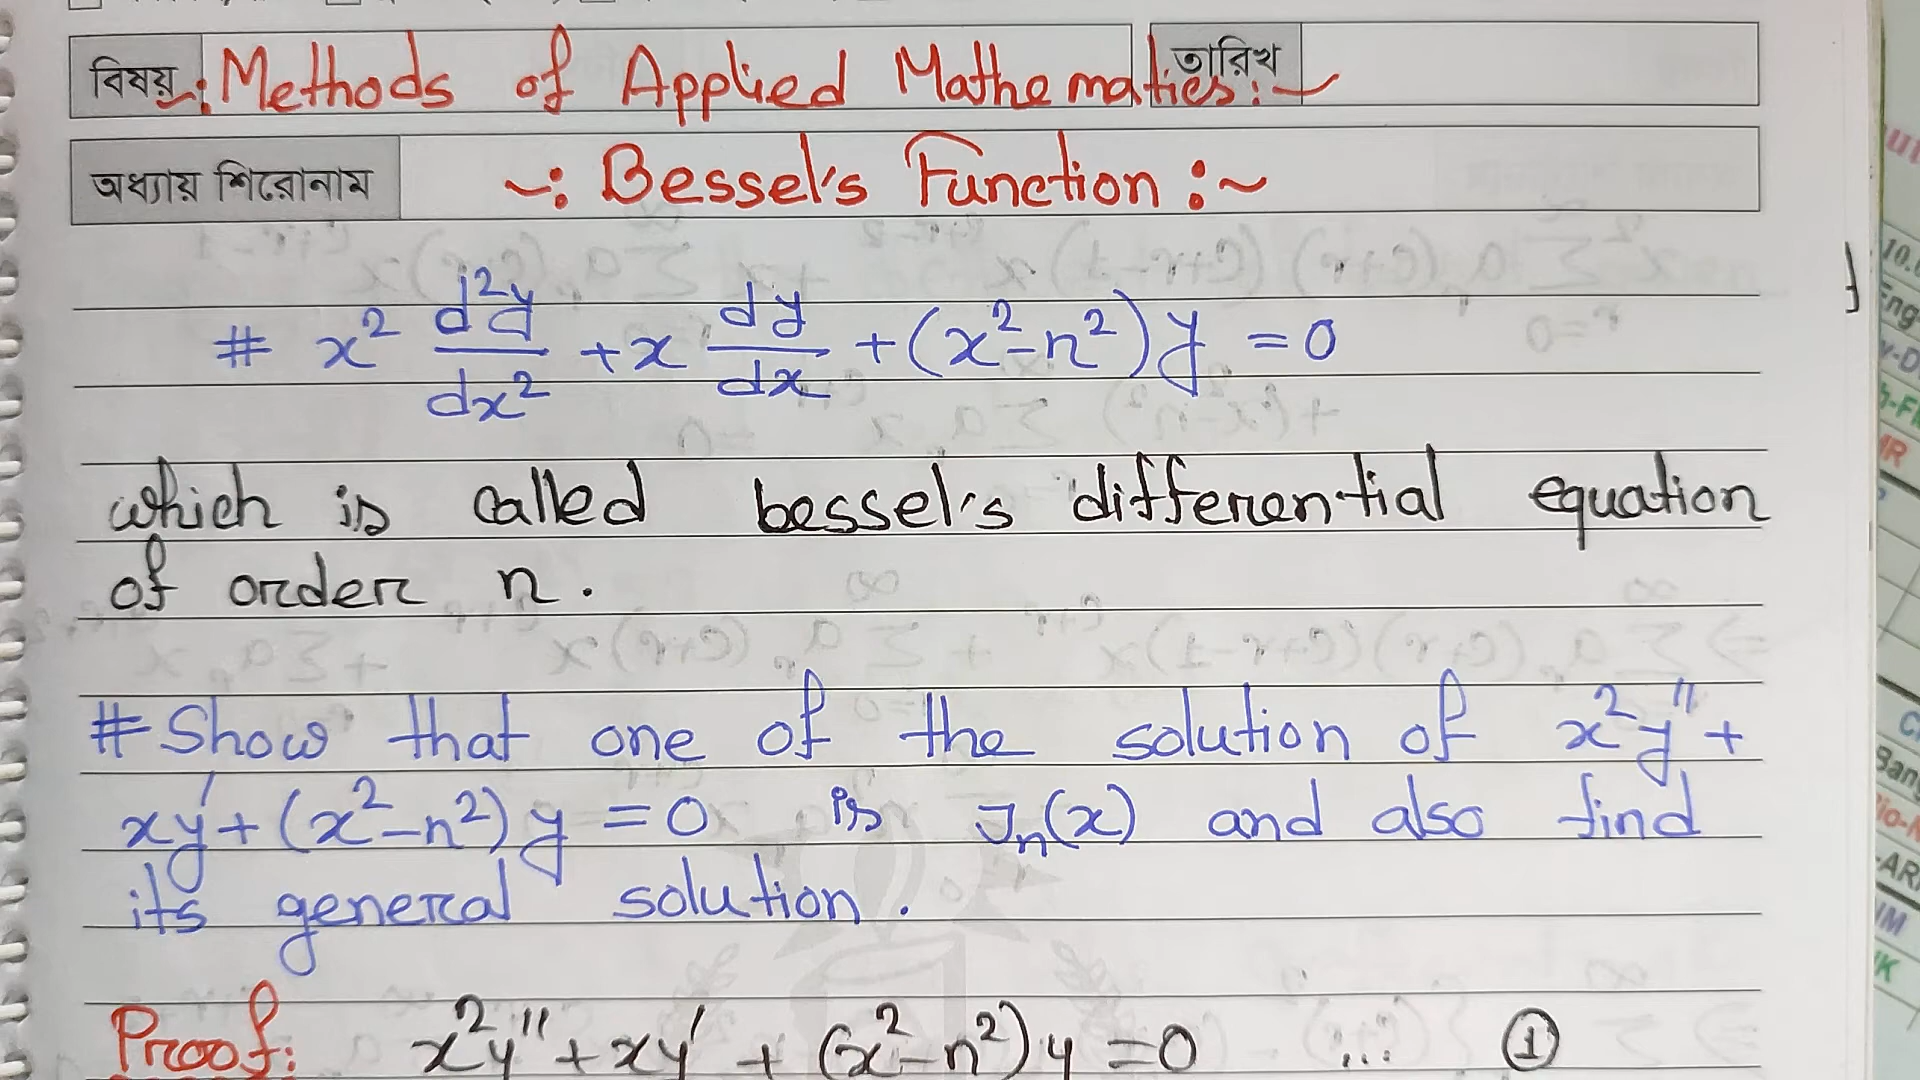 বিষয় : Methods of Applied Mathematics :~
তারিখ
অধ্যায় শিরোনাম ~: Bessel's Function :~
# x² d²y/dx² + x dy/dx + (x²-n²)y = 0
which is called bessel's differential equation
of order n.
# Show that one of the solution of x²y'' +
xy' + (x²-n²)y = 0 is Jₙ(x) and also find
its general solution.
Proof: x²y'' + xy' + (x²-n²)y = 0 ... ①